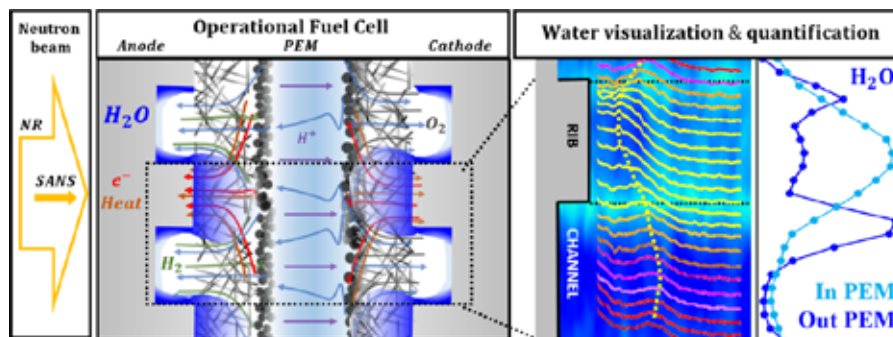 Neutron
beam
NR
SANS
Operational Fuel Cell
Anode PEM Cathode
H₂O
H⁺
O₂
e⁻
Heat
H₂
Water visualization & quantification
RIB
CHANNEL
H₂O
In PEM
Out PEM